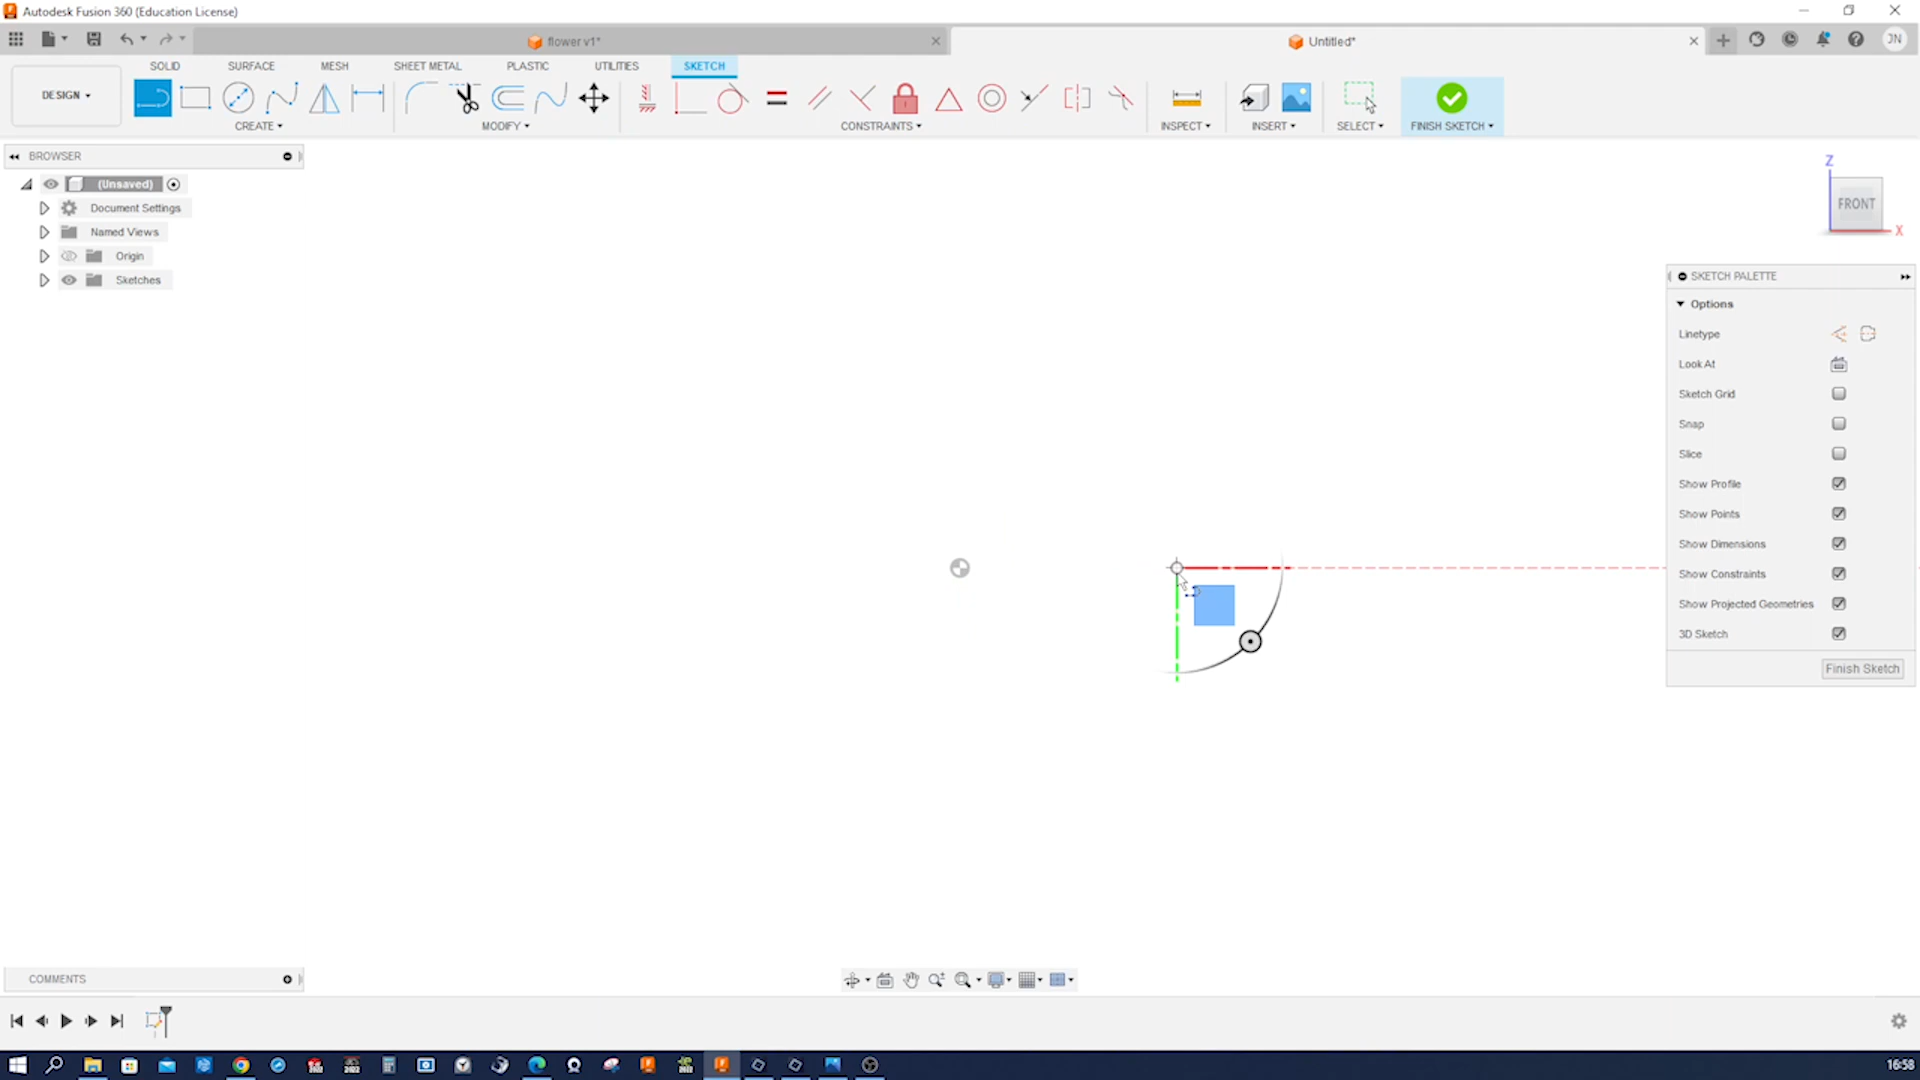 Autodesk Fusion 360 (Education License)
flower v1*
Untitled*
JN
DESIGN
SOLID
SURFACE
MESH
SHEET METAL
PLASTIC
UTILITIES
SKETCH
CREATE
MODIFY
CONSTRAINTS
INSPECT
INSERT
SELECT
FINISH SKETCH
BROWSER
(Unsaved)
Document Settings
Named Views
Origin
Sketches
Z
FRONT
X
SKETCH PALETTE
Options
Linetype
Look At
Sketch Grid
Snap
Slice
Show Profile
Show Points
Show Dimensions
Show Constraints
Show Projected Geometries
3D Sketch
Finish Sketch
COMMENTS
16:58